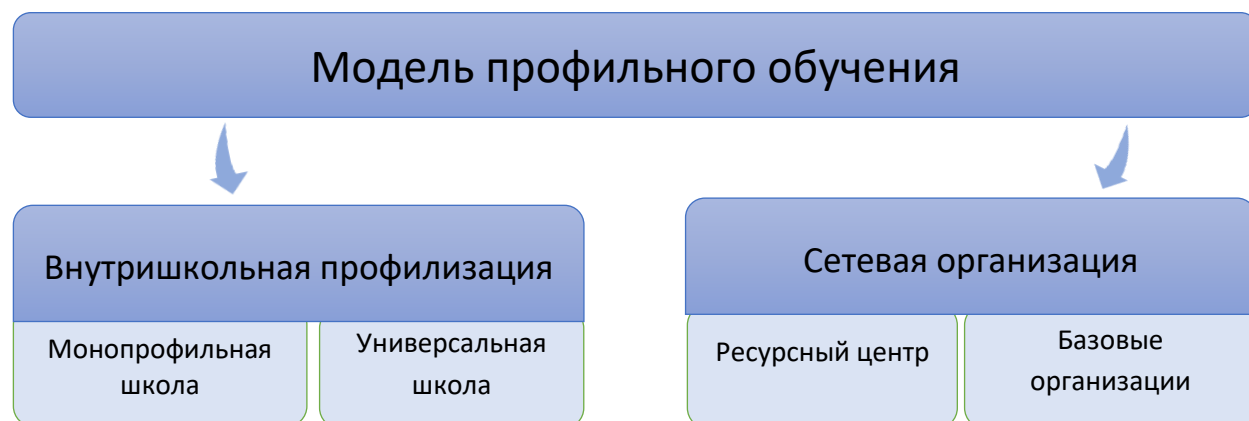 Модель профильного обучения
Внутришкольная профилизация
Сетевая организация
Монопрофильная
школа
Универсальная
школа
Ресурсный центр
Базовые
организации